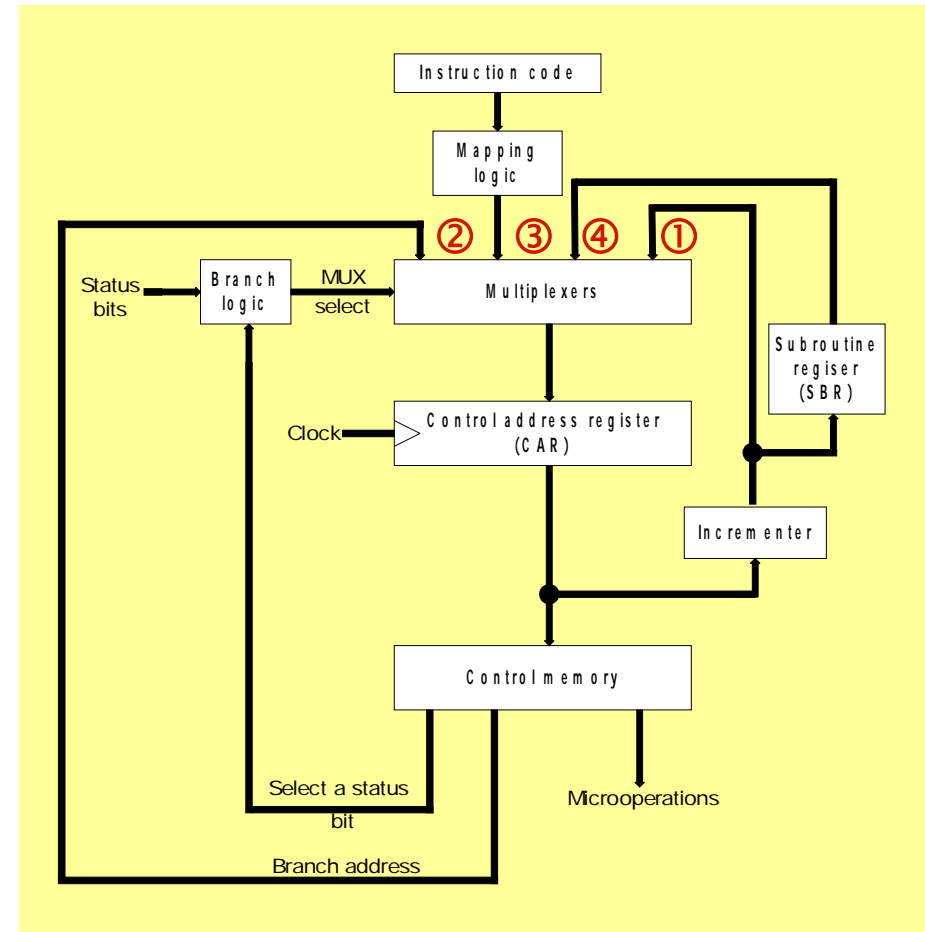 Instruction code
Mapping
logic
② ③ ④ ①
Status
bits
Branch
logic
MUX
select
Multiplexers
Subroutine
regiser
(SBR)
Clock
Control address register
(CAR)
Incrementer
Control memory
Select a status
bit
Microoperations
Branch address